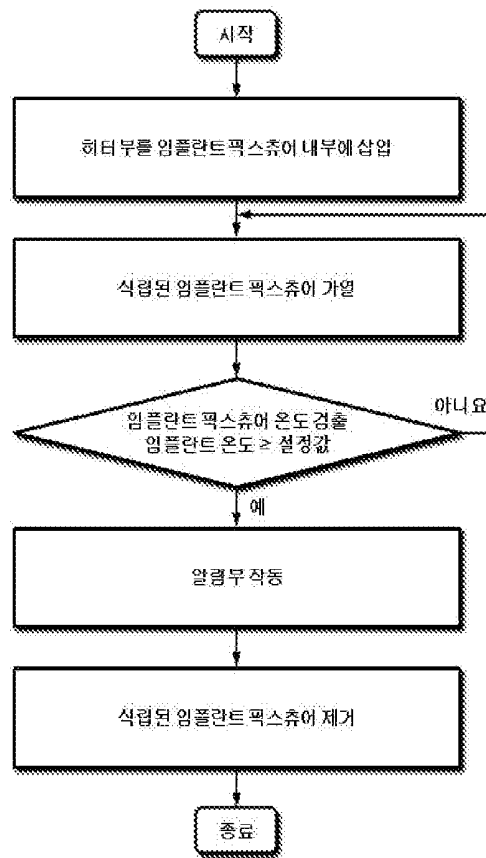 시작
히터부를 임플란트 픽스츄어 내부에 삽입
식립된 임플란트 픽스츄어 가열
임플란트 픽스츄어 온도 검출
임플란트 온도 ≥ 설정값
아니요
예
알람부 작동
식립된 임플란트 픽스츄어 제거
종료